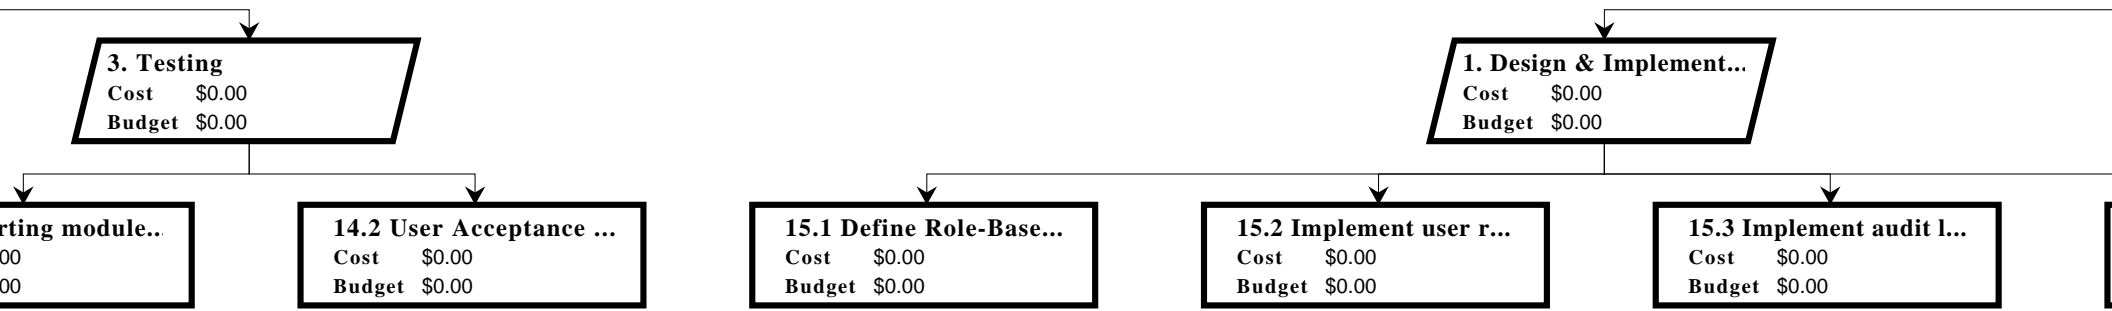 3. Testing
Cost $0.00
Budget $0.00
1. Design & Implement...
Cost $0.00
Budget $0.00
rting module...
00
00
14.2 User Acceptance ...
Cost $0.00
Budget $0.00
15.1 Define Role-Base...
Cost $0.00
Budget $0.00
15.2 Implement user r...
Cost $0.00
Budget $0.00
15.3 Implement audit l...
Cost $0.00
Budget $0.00